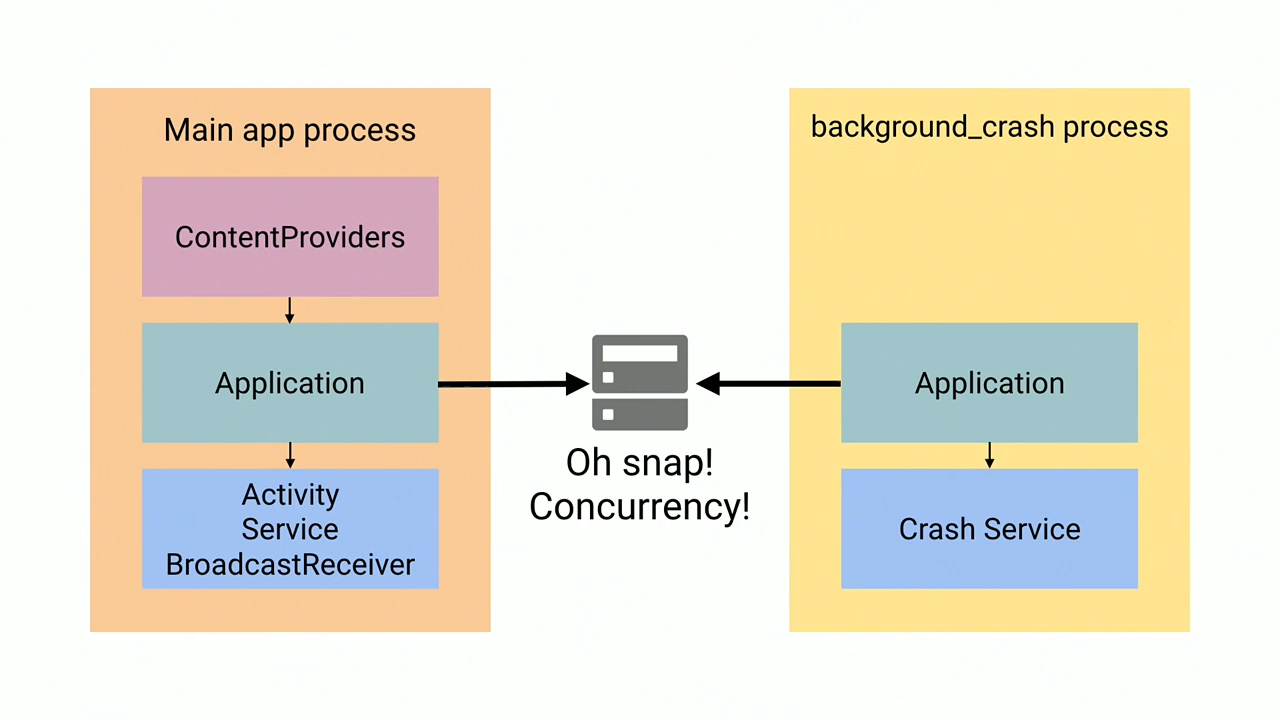 Main app process
ContentProviders
Application
Activity
Service
BroadcastReceiver
Oh snap!
Concurrency!
background_crash process
Application
Crash Service